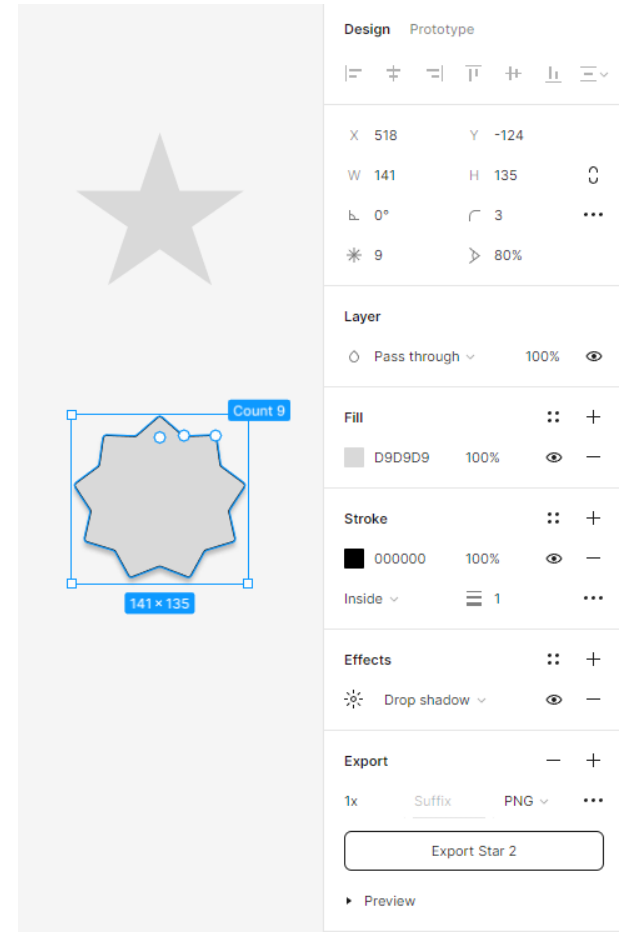 Design Prototype
X 518 Y -124
W 141 H 135
0° 3
9 80%
Layer
Pass through 100%
Count 9
Fill
D9D9D9 100%
Stroke
000000 100%
Inside 1
141 × 135
Effects
Drop shadow
Export
1x Suffix PNG
Export Star 2
Preview